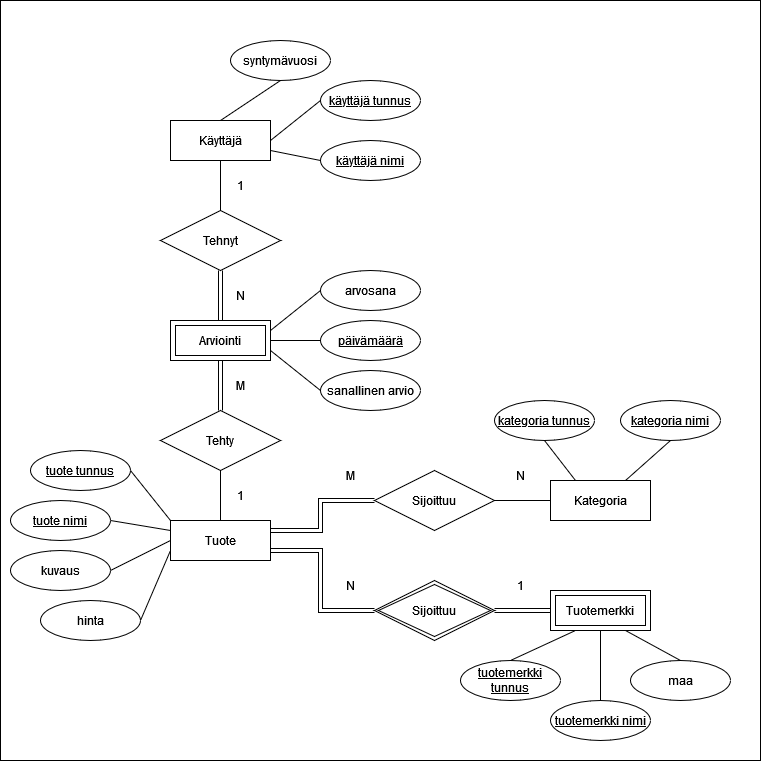 syntymävuosi
käyttäjä tunnus
Käyttäjä
käyttäjä nimi
1
Tehnyt
N
arvosana
Arviointi
päivämäärä
M
sanallinen arvio
Tehty
kategoria tunnus
kategoria nimi
tuote tunnus
M
N
1
Sijoittuu
Kategoria
tuote nimi
Tuote
kuvaus
N
1
hinta
Sijoittuu
Tuotemerkki
tuotemerkki
tunnus
maa
tuotemerkki nimi